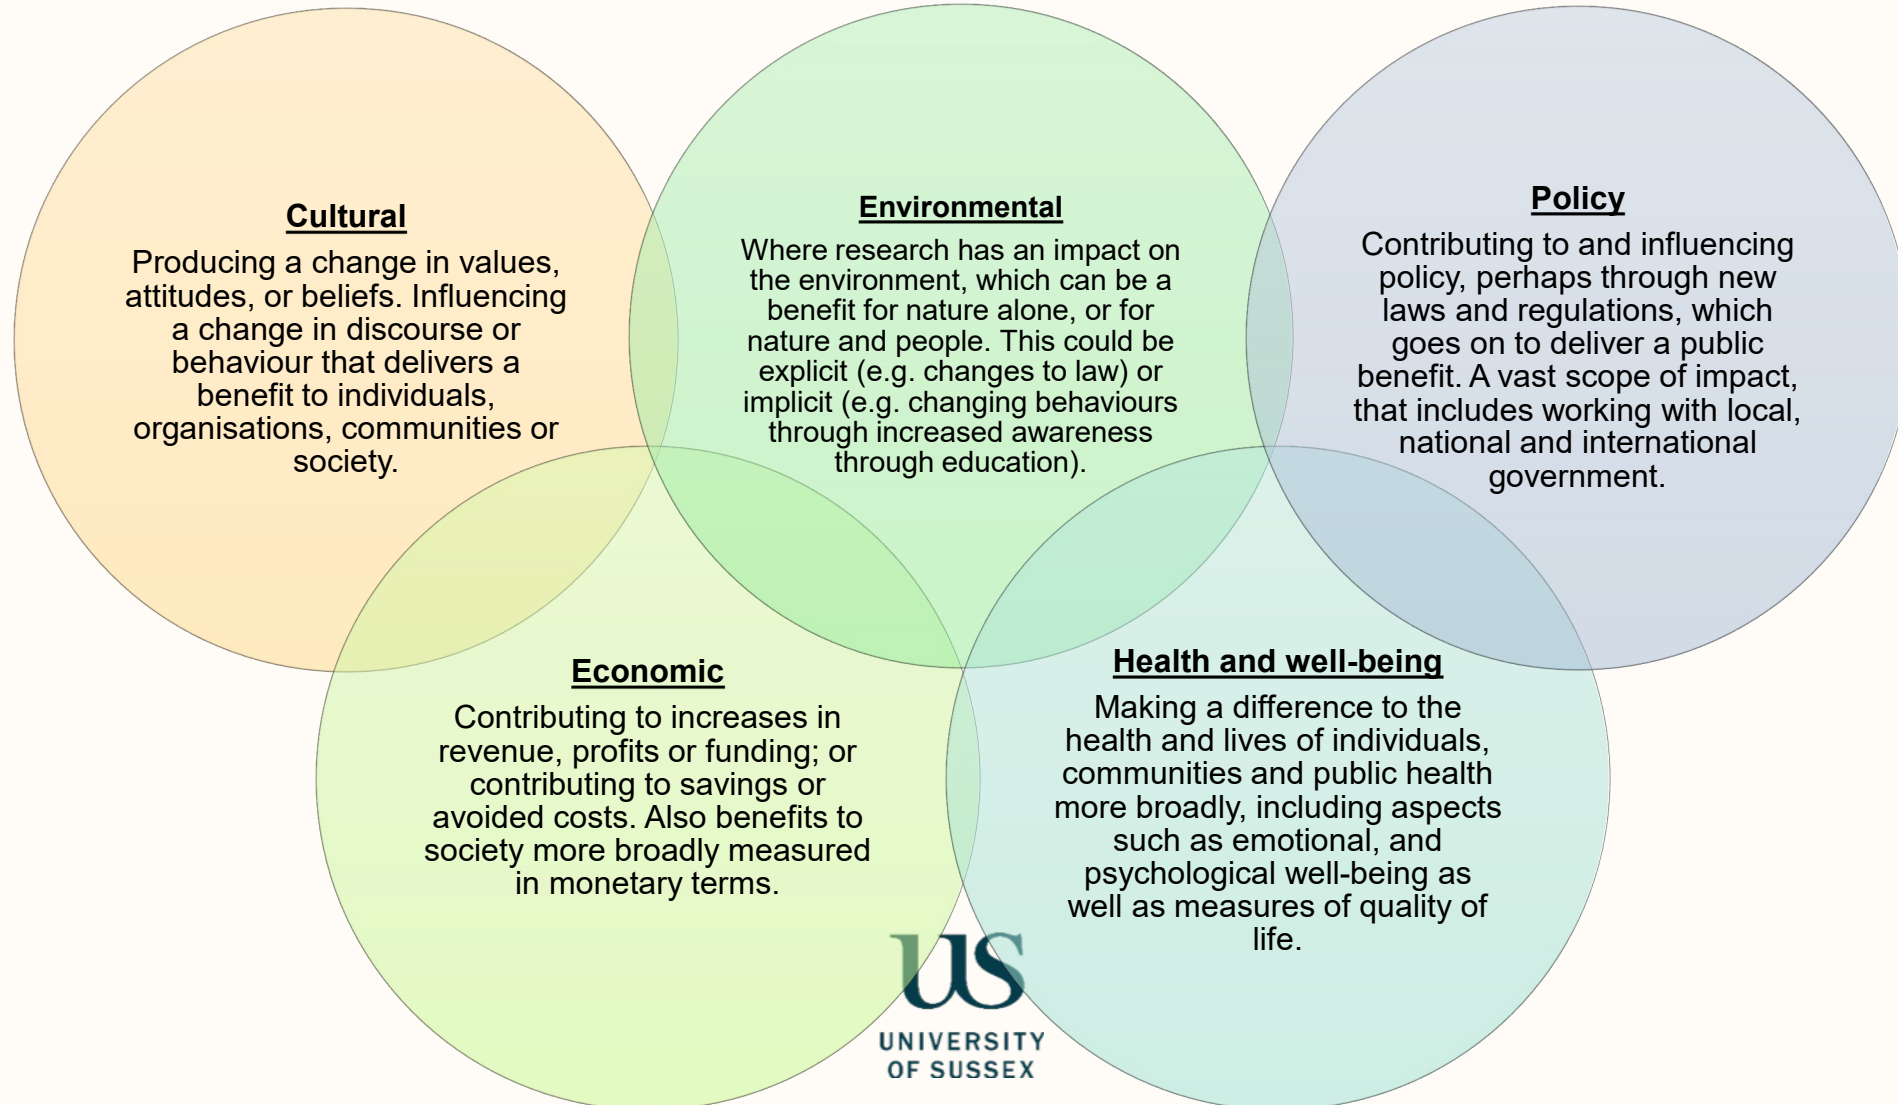 Cultural
Producing a change in values,
attitudes, or beliefs. Influencing
a change in discourse or
behaviour that delivers a
benefit to individuals,
organisations, communities or
society.
Environmental
Where research has an impact on
the environment, which can be a
benefit for nature alone, or for
nature and people. This could be
explicit (e.g. changes to law) or
implicit (e.g. changing behaviours
through increased awareness
through education).
Policy
Contributing to and influencing
policy, perhaps through new
laws and regulations, which
goes on to deliver a public
benefit. A vast scope of impact,
that includes working with local,
national and international
government.
Economic
Contributing to increases in
revenue, profits or funding; or
contributing to savings or
avoided costs. Also benefits to
society more broadly measured
in monetary terms.
Health and well-being
Making a difference to the
health and lives of individuals,
communities and public health
more broadly, including aspects
such as emotional, and
psychological well-being as
well as measures of quality of
life.
US
UNIVERSITY
OF SUSSEX